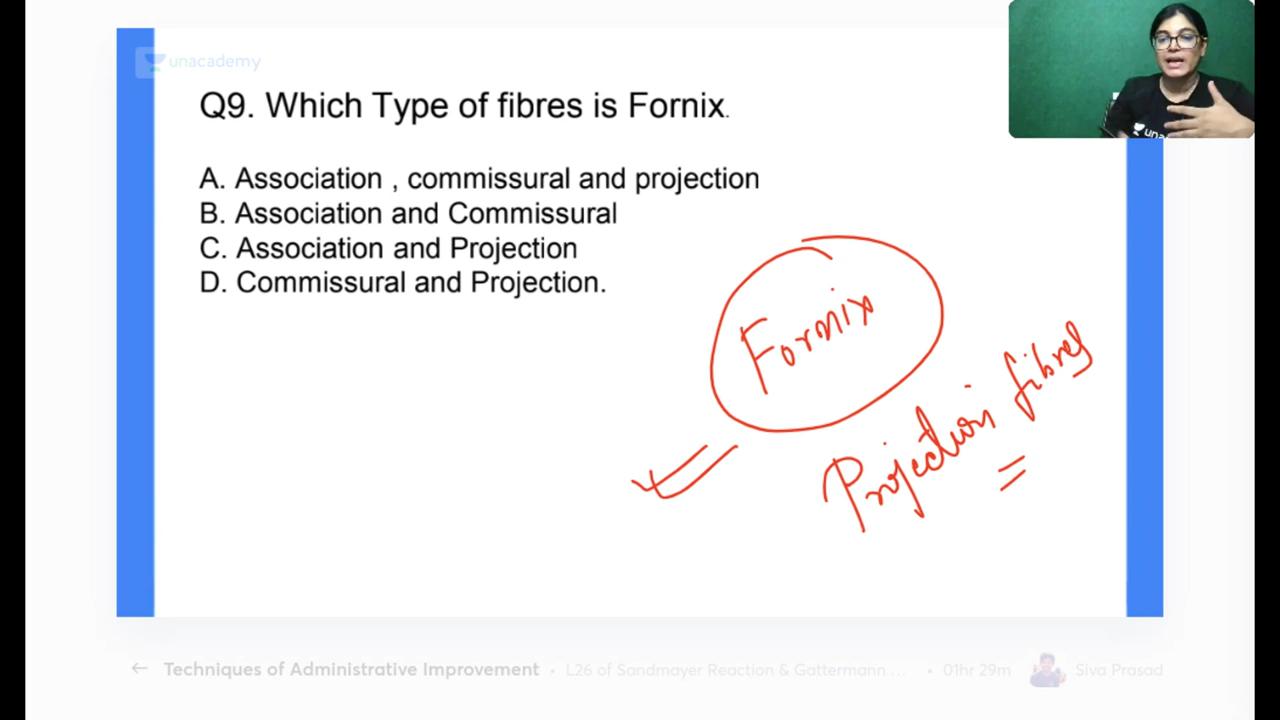 unacademy
Q9. Which Type of fibres is Fornix.
A. Association , commissural and projection
B. Association and Commissural
C. Association and Projection
D. Commissural and Projection.
Fornix
Projection fibres
← Techniques of Administrative Improvement • L26 of Sandmayer Reaction & Gattermann ... • 01hr 29m Siva Prasad